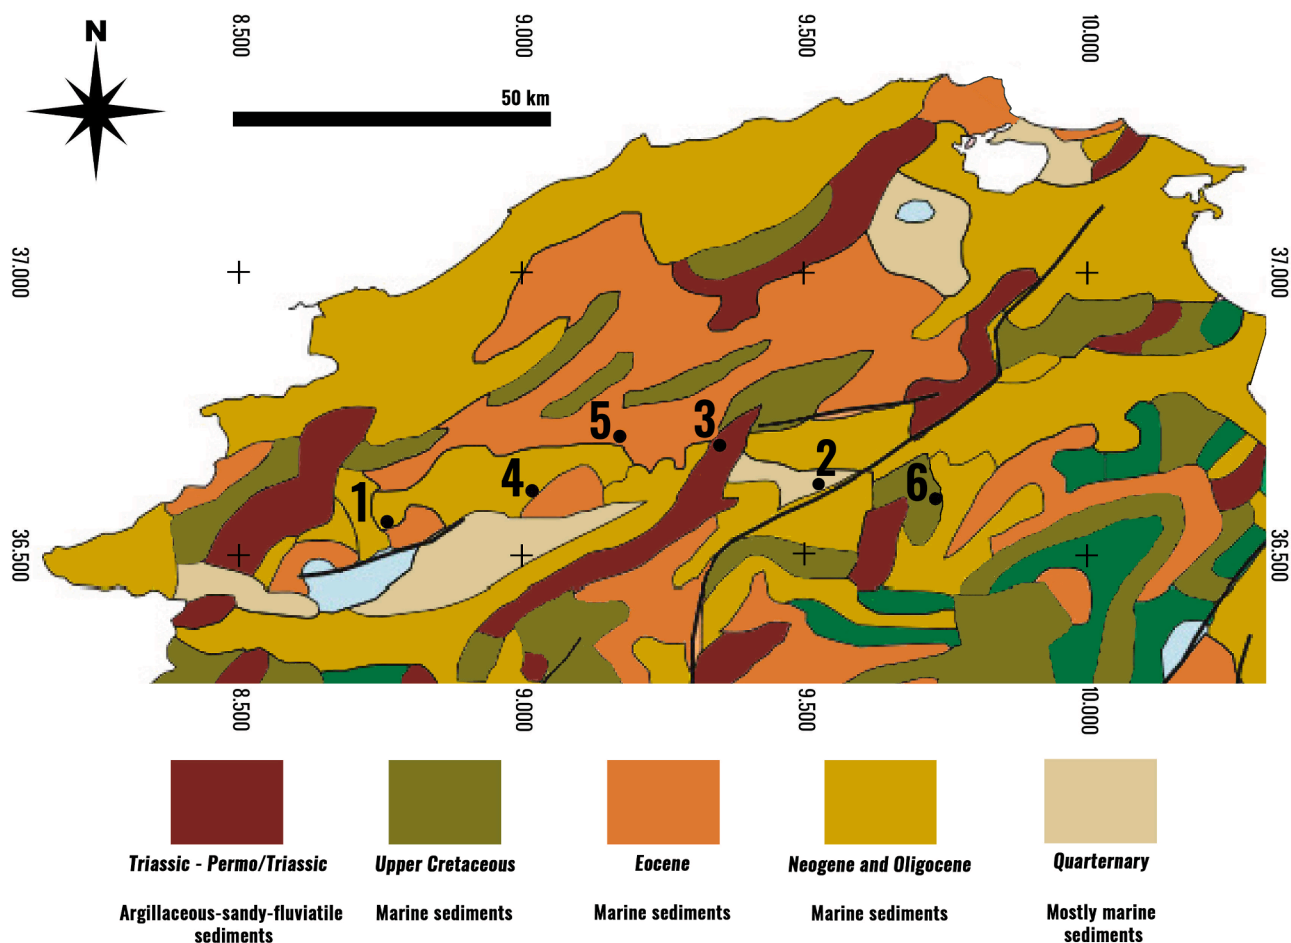 N
8.500
9.000
9.500
10.000
50 km
37.000
37.000
5
3
4
2
6
1
36.500
36.500
8.500
9.000
9.500
10.000
Triassic - Permo/Triassic
Upper Cretaceous
Eocene
Neogene and Oligocene
Quarternary
Argillaceous-sandy-fluviatile
sediments
Marine sediments
Marine sediments
Marine sediments
Mostly marine
sediments